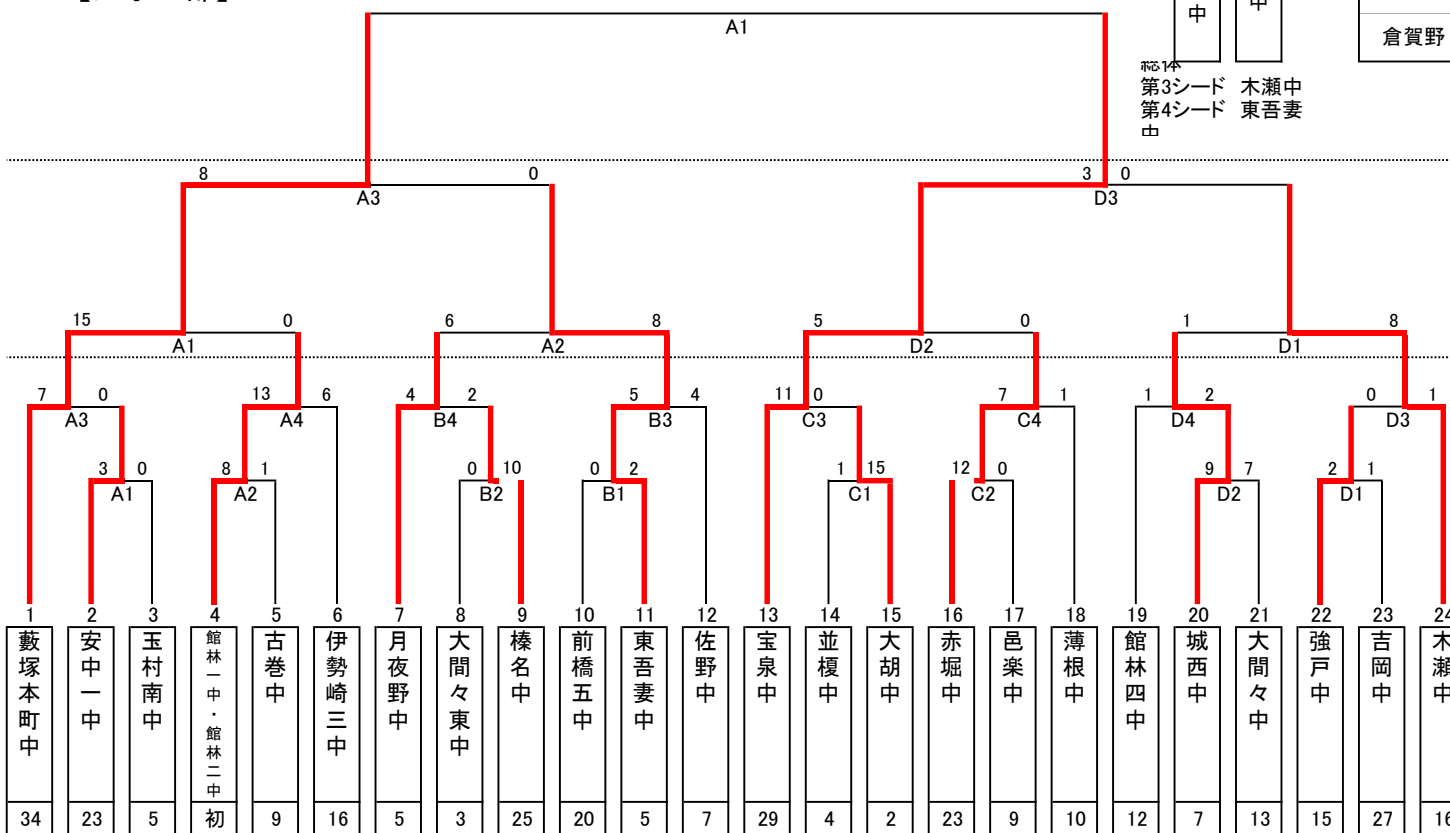 中
倉賀野
A1
総体
第3シード 木瀬中
第4シード 東吾妻
中
8 0 3 0
A3 D3
15 0 6 8 5 0 1 8
A1 A2 D2 D1
7 0 13 6 4 2 5 4 11 0 7 1 1 2 0 1
A3 A4 B4 B3 C3 C4 D4 D3
3 0 8 1 0 10 0 2 1 15 12 0 9 7 2 1
A1 A2 B2 B1 C1 C2 D2 D1
1 2 3 4 5 6 7 8 9 10 11 12 13 14 15 16 17 18 19 20 21 22 23 24
藪塚本町中
安中一中
玉村南中
館林一中・館林二中
古巻中
伊勢崎三中
月夜野中
大間々東中
榛名中
前橋五中
東吾妻中
佐野中
宝泉中
並榎中
大胡中
赤堀中
邑楽中
薄根中
館林四中
城西中
大間々中
強戸中
吉岡中
木瀬中
34 23 5 初 9 16 5 3 25 20 5 7 29 4 2 23 9 10 12 7 13 15 27 16